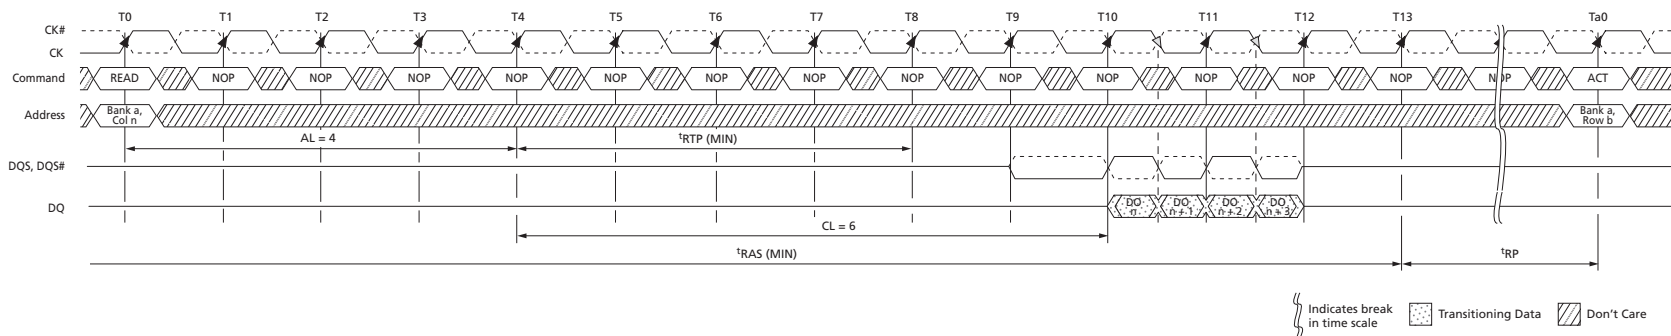 T0 T1 T2 T3 T4 T5 T6 T7 T8 T9 T10 T11 T12 T13 Ta0
CK#
CK
Command READ NOP NOP NOP NOP NOP NOP NOP NOP NOP NOP NOP NOP NOP NOP ACT
Address Bank a, Col n Bank a, Row b
AL = 4 tRTP (MIN)
DQS, DQS#
DQ DO n DO n + 1 DO n + 2 DO n + 3
CL = 6
tRAS (MIN) tRP
Indicates break
in time scale
Transitioning Data
Don't Care